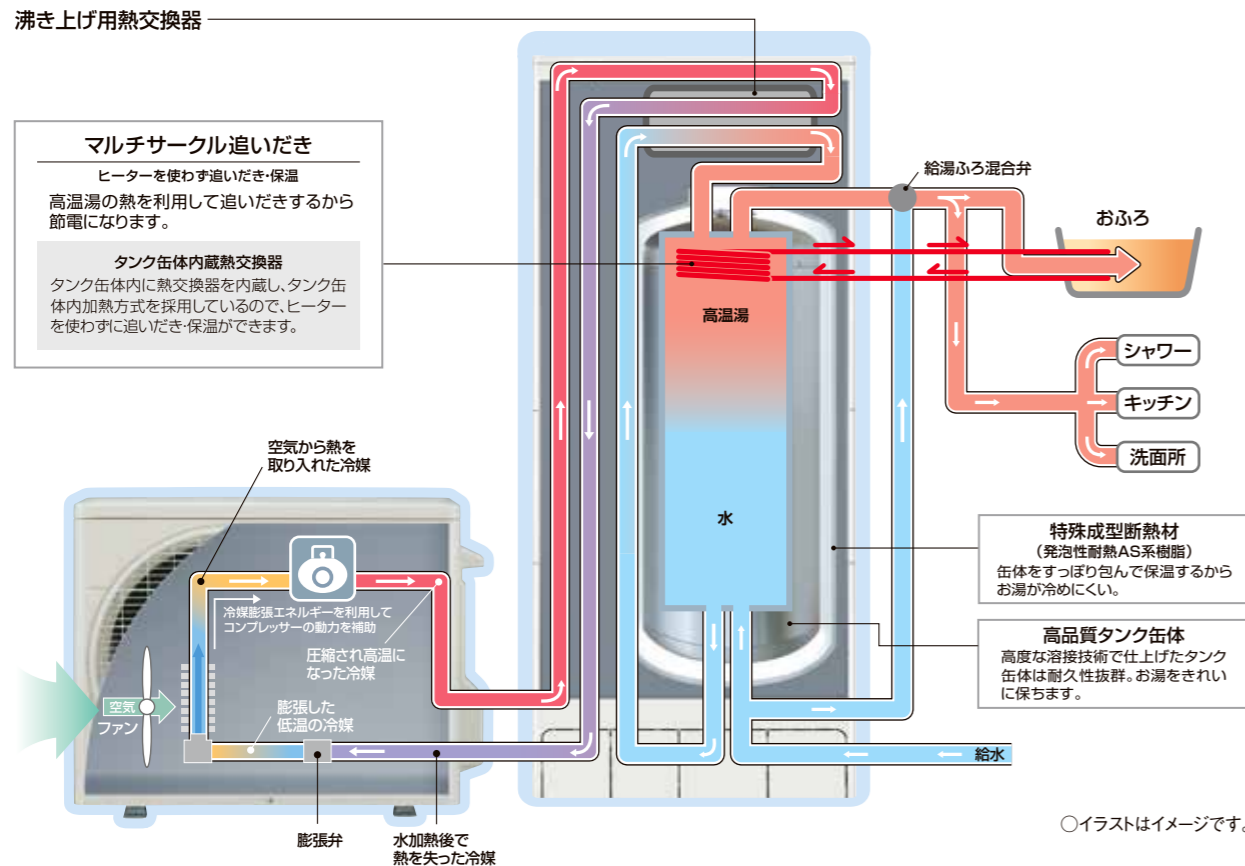 沸き上げ用熱交換器
マルチサークル追いだき
ヒーターを使わず追いだき・保温
高温湯の熱を利用して追いだきするから
節電になります。
タンク缶体内蔵熱交換器
タンク缶体内に熱交換器を内蔵し、タンク缶
体内加熱方式を採用しているので、ヒーター
を使わずに追いだき・保温ができます。
給湯ふろ混合弁
おふろ
高温湯
シャワー
キッチン
洗面所
水
特殊成型断熱材
(発泡性耐熱AS系樹脂)
缶体をすっぽり包んで保温するから
お湯が冷めにくい。
高品質タンク缶体
高度な溶接技術で仕上げたタンク
缶体は耐久性抜群。お湯をきれい
に保ちます。
給水
空気から熱を
取り入れた冷媒
冷媒膨張エネルギーを利用して
コンプレッサーの動力を補助
圧縮され高温に
なった冷媒
空気
ファン
膨張した
低温の冷媒
膨張弁
水加熱後で
熱を失った冷媒
○イラストはイメージです。